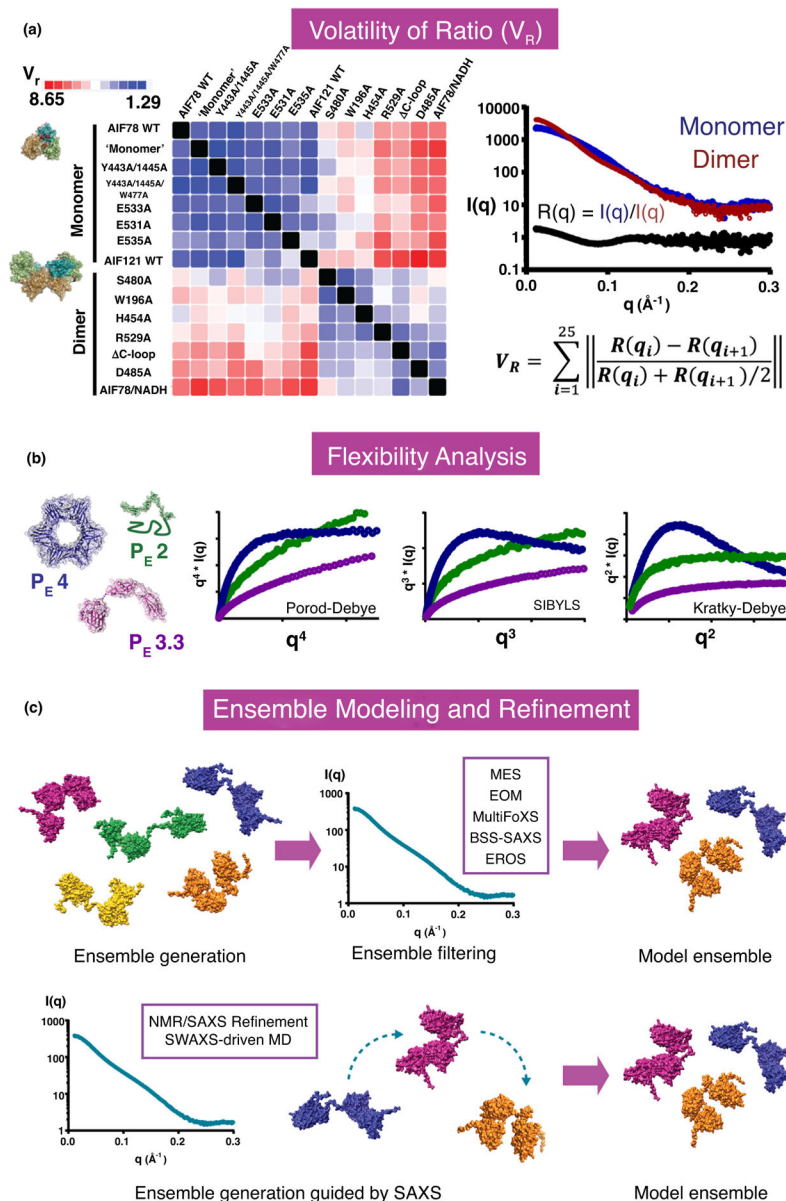 (a)
Volatility of Ratio (VR)
Vr
8.65 1.29
AIF78 WT
'Monomer'
Y443A/1445A
Y443A/1445A/W477A
E533A
E531A
E535A
AIF121 WT
S480A
W196A
H454A
R529A
ΔC-loop
D485A
AIF78/NADH
Monomer
AIF78 WT
'Monomer'
Y443A/1445A
Y443A/1445A/
W477A
E533A
E531A
E535A
AIF121 WT
Dimer
S480A
W196A
H454A
R529A
ΔC-loop
D485A
AIF78/NADH
Monomer
Dimer
I(q)
10000
1000
100
10
1
0.1
R(q) = I(q)/I(q)
0.0 0.1 0.2 0.3
q (Å-1)
VR = ∑ 25 i=1 ‖ R(qi) − R(qi+1) / R(qi) + R(qi+1)/2 ‖
(b)
Flexibility Analysis
PE 4
PE 2
PE 3.3
q4 * I(q)
Porod-Debye
q4
q3 * I(q)
SIBYLS
q3
q2 * I(q)
Kratky-Debye
q2
(c)
Ensemble Modeling and Refinement
I(q)
1000
100
10
1
0.0 0.1 0.2 0.3
q (Å-1)
MES
EOM
MultiFoXS
BSS-SAXS
EROS
Ensemble generation
Ensemble filtering
Model ensemble
I(q)
1000
100
10
1
0.0 0.1 0.2 0.3
q (Å-1)
NMR/SAXS Refinement
SWAXS-driven MD
Ensemble generation guided by SAXS
Model ensemble